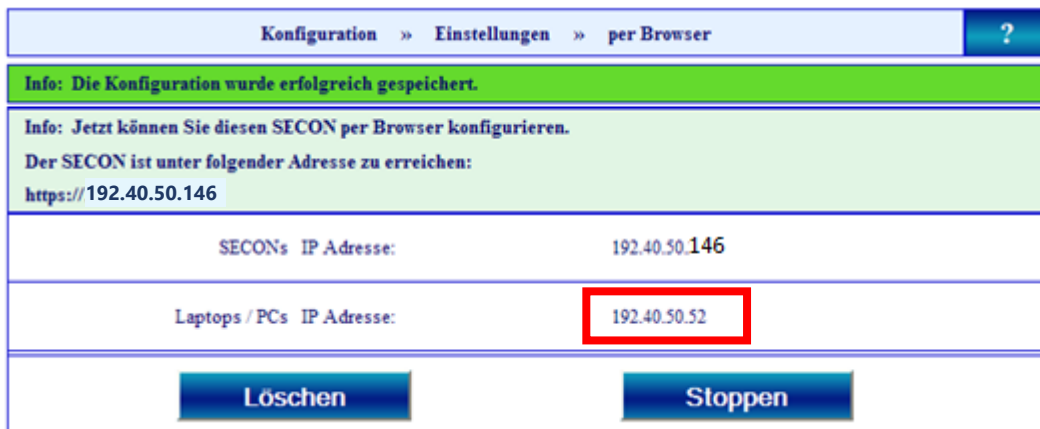 Konfiguration » Einstellungen » per Browser ?
Info: Die Konfiguration wurde erfolgreich gespeichert.
Info: Jetzt können Sie diesen SECON per Browser konfigurieren.
Der SECON ist unter folgender Adresse zu erreichen:
https://192.40.50.146
SECONs IP Adresse: 192.40.50.146
Laptops / PCs IP Adresse: 192.40.50.52
Löschen Stoppen